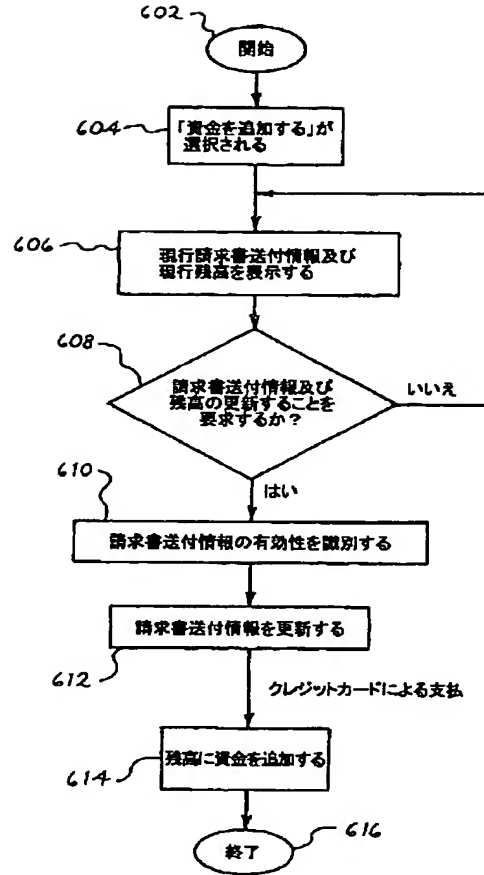 602
開始
604
「資金を追加する」が
選択される
606
現行請求書送付情報及び
現行残高を表示する
608
請求書送付情報及び
残高の更新することを
要求するか?
いいえ
はい
610
請求書送付情報の有効性を識別する
請求書送付情報を更新する
612
クレジットカードによる支払
残高に資金を追加する
614
終了
616